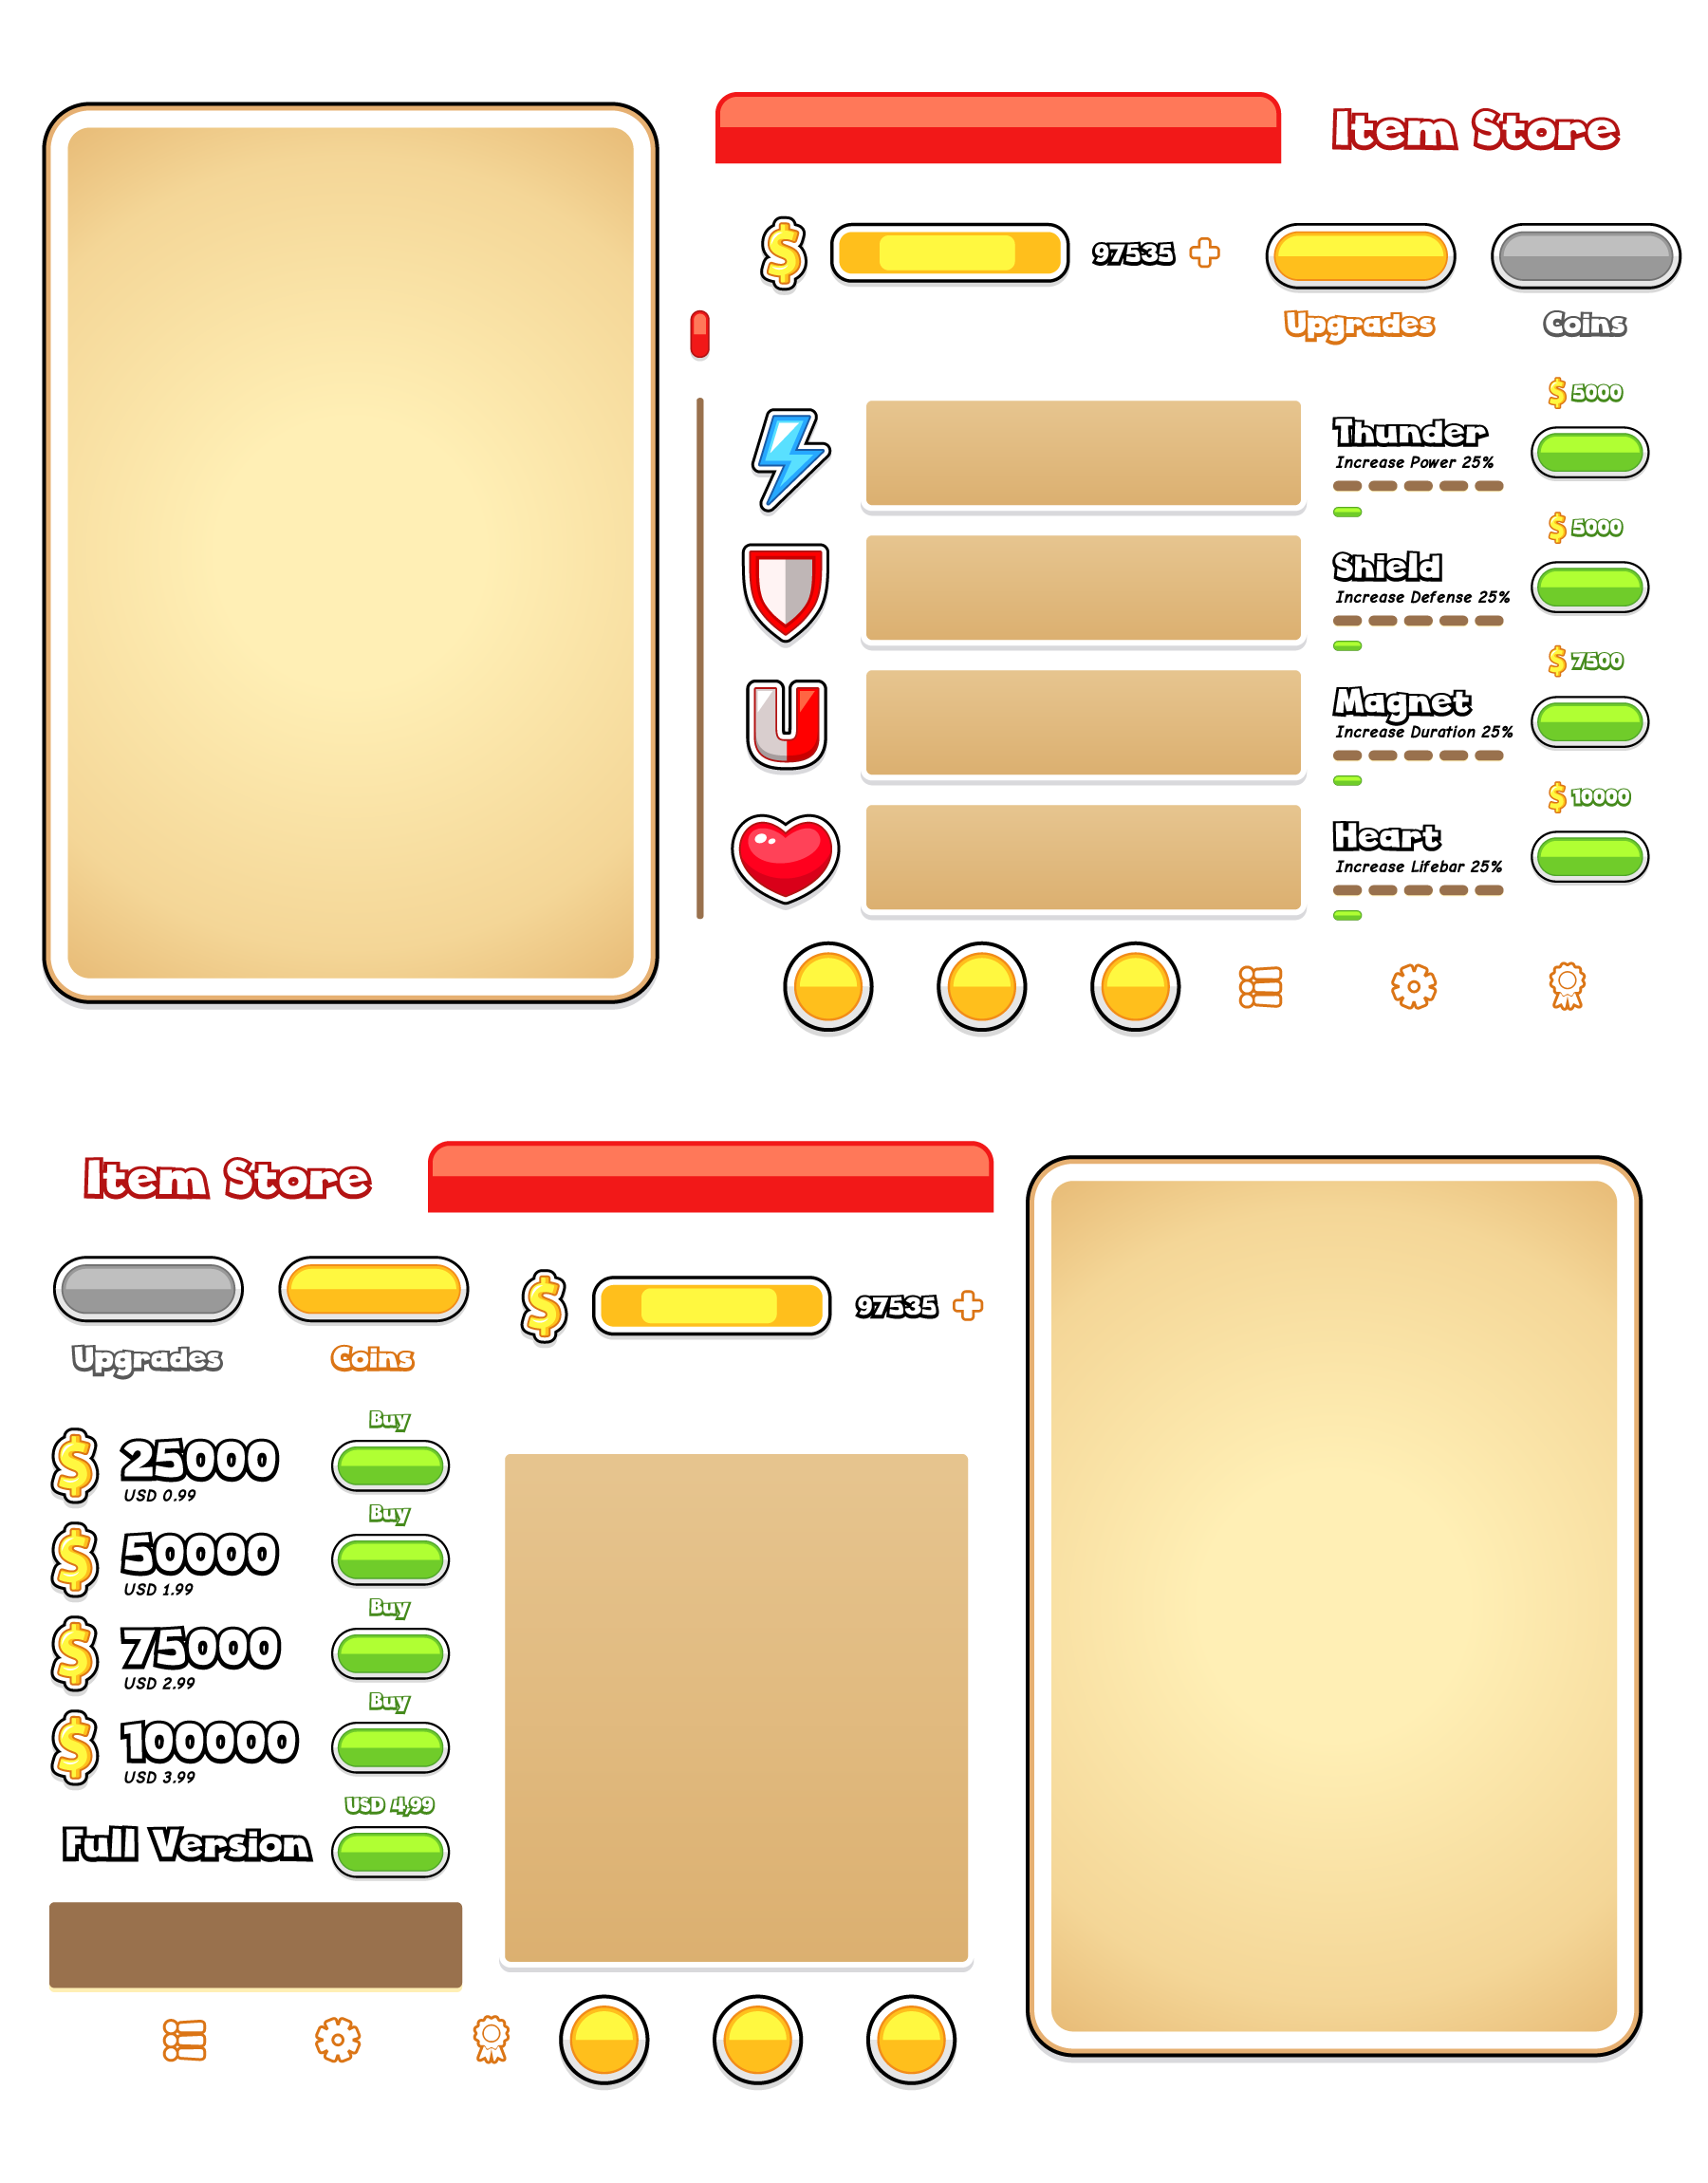 Item Store
$ 97535 +
Upgrades
Coins
$ 5000
Thunder
Increase Power 25%
$ 5000
Shield
Increase Defense 25%
$ 7500
Magnet
Increase Duration 25%
$ 10000
Heart
Increase Lifebar 25%
Item Store
$ 97535 +
Upgrades
Coins
Buy
$ 25000
USD 0.99
Buy
$ 50000
USD 1.99
Buy
$ 75000
USD 2.99
Buy
$ 100000
USD 3.99
USD 4,99
Full Version